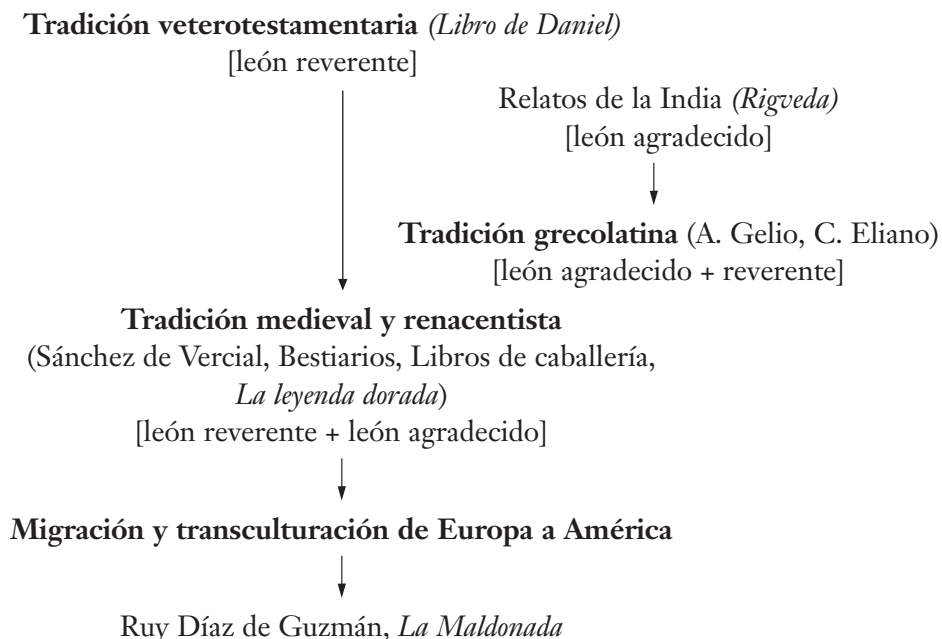 Tradición veterotestamentaria (Libro de Daniel)
[león reverente]
Relatos de la India (Rigveda)
[león agradecido]
Tradición grecolatina (A. Gelio, C. Eliano)
[león agradecido + reverente]
Tradición medieval y renacentista
(Sánchez de Vercial, Bestiarios, Libros de caballería,
La leyenda dorada)
[león reverente + león agradecido]
Migración y transculturación de Europa a América
Ruy Díaz de Guzmán, La Maldonada